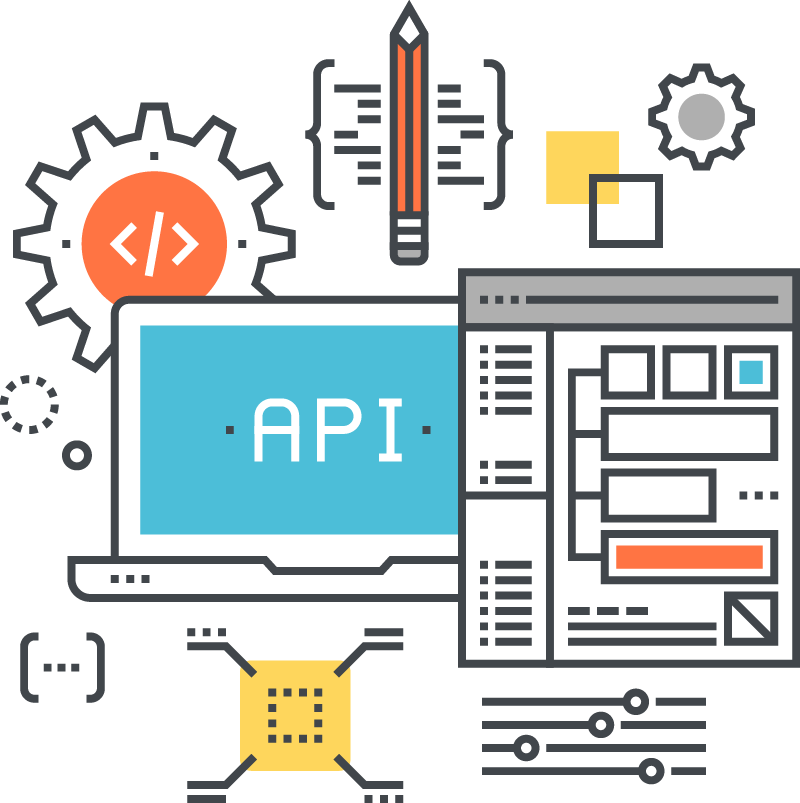 </>
API
{ }
[...]